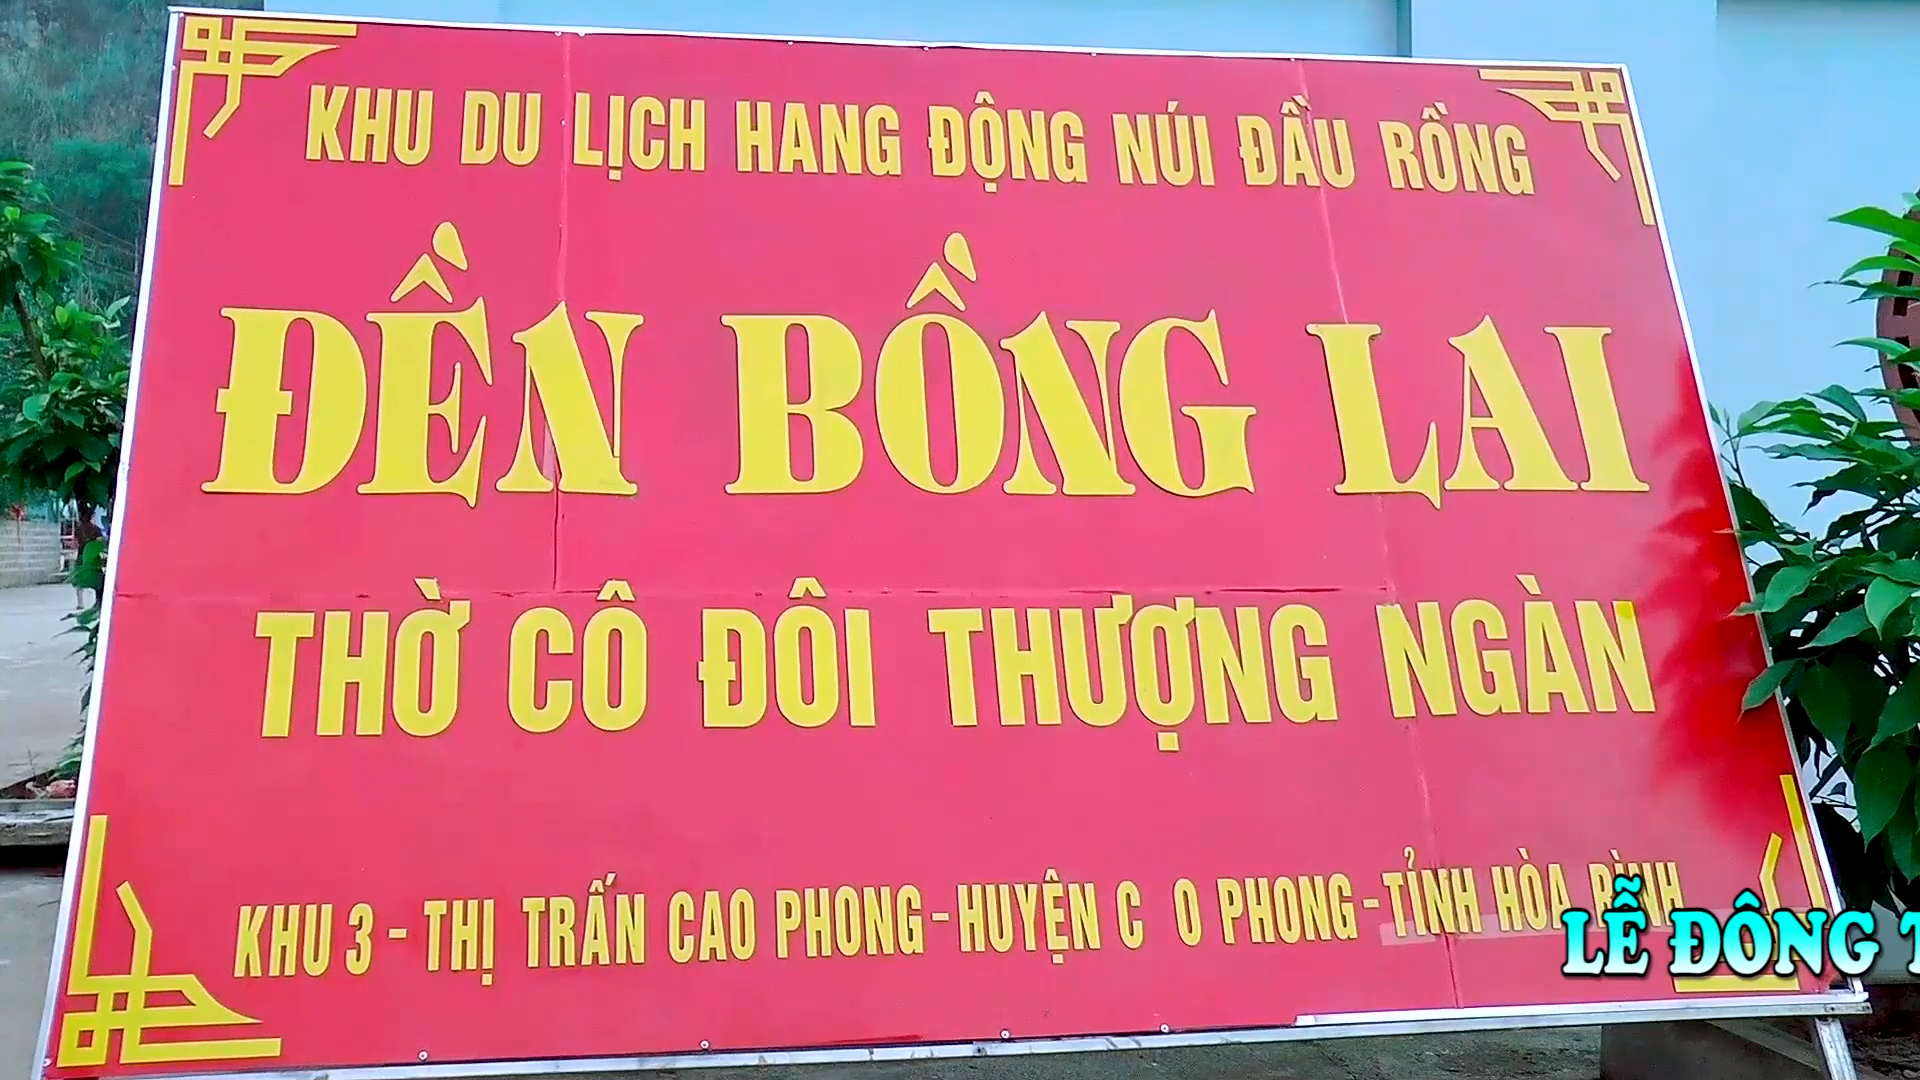 KHU DU LỊCH HANG ĐỘNG NÚI ĐẦU RỒNG
ĐỀN BỒNG LAI
THỜ CÔ ĐÔI THƯỢNG NGÀN
KHU 3 - THỊ TRẤN CAO PHONG - HUYỆN C O PHONG - TỈNH HÒA BÌNH
LỄ ĐÔNG